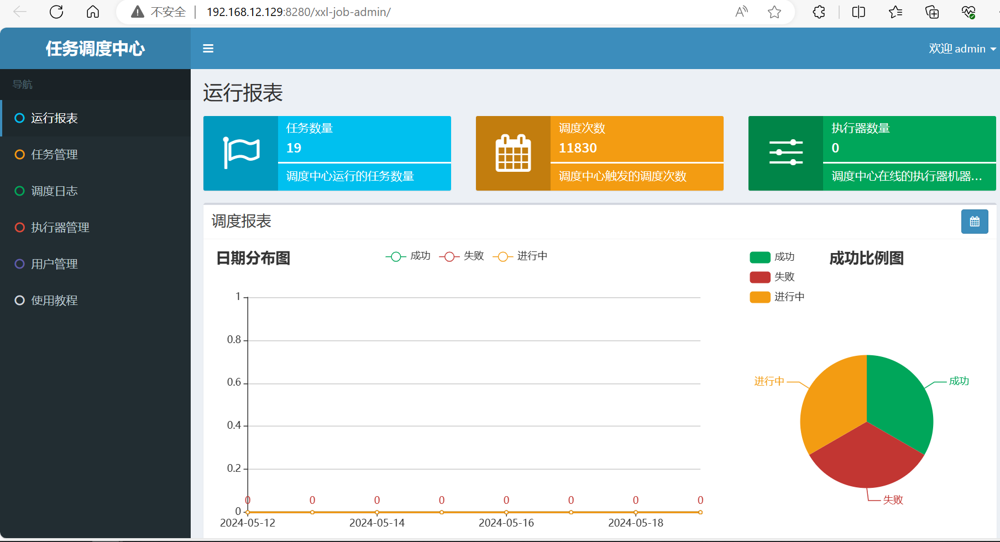 不安全
192.168.12.129:8280/xxl-job-admin/
任务调度中心
欢迎 admin
导航
运行报表
任务管理
调度日志
执行器管理
用户管理
使用教程
运行报表
任务数量
19
调度中心运行的任务数量
调度次数
11830
调度中心触发的调度次数
执行器数量
0
调度中心在线的执行器机器...
调度报表
日期分布图
成功 失败 进行中
1
0.8
0.6
0.4
0.2
0
0 0 0 0 0 0 0 0
2024-05-12 2024-05-14 2024-05-16 2024-05-18
成功
失败
进行中
成功比例图
进行中
成功
失败